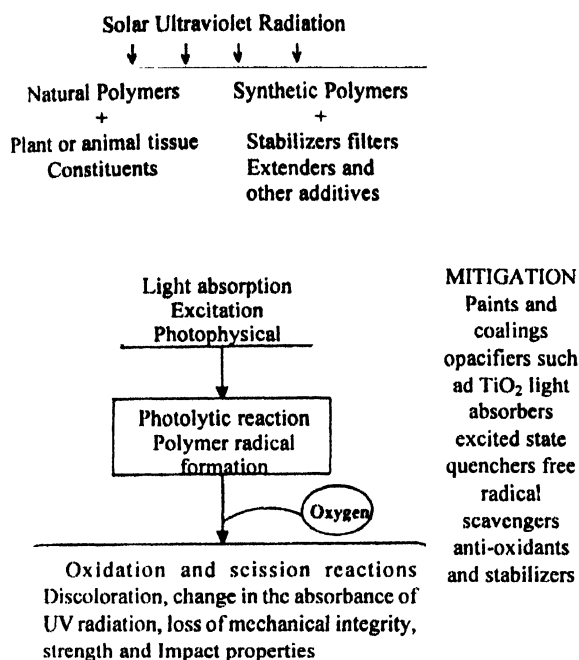 Solar Ultraviolet Radiation
Natural Polymers
+
Plant or animal tissue
Constituents
Synthetic Polymers
+
Stabilizers filters
Extenders and
other additives
Light absorption
Excitation
Photophysical
Photolytic reaction
Polymer radical
formation
Oxygen
Oxidation and scission reactions
Discoloration, change in the absorbance of
UV radiation, loss of mechanical integrity,
strength and Impact properties
MITIGATION
Paints and
coalings
opacifiers such
ad TiO₂ light
absorbers
excited state
quenchers free
radical
scavengers
anti-oxidants
and stabilizers